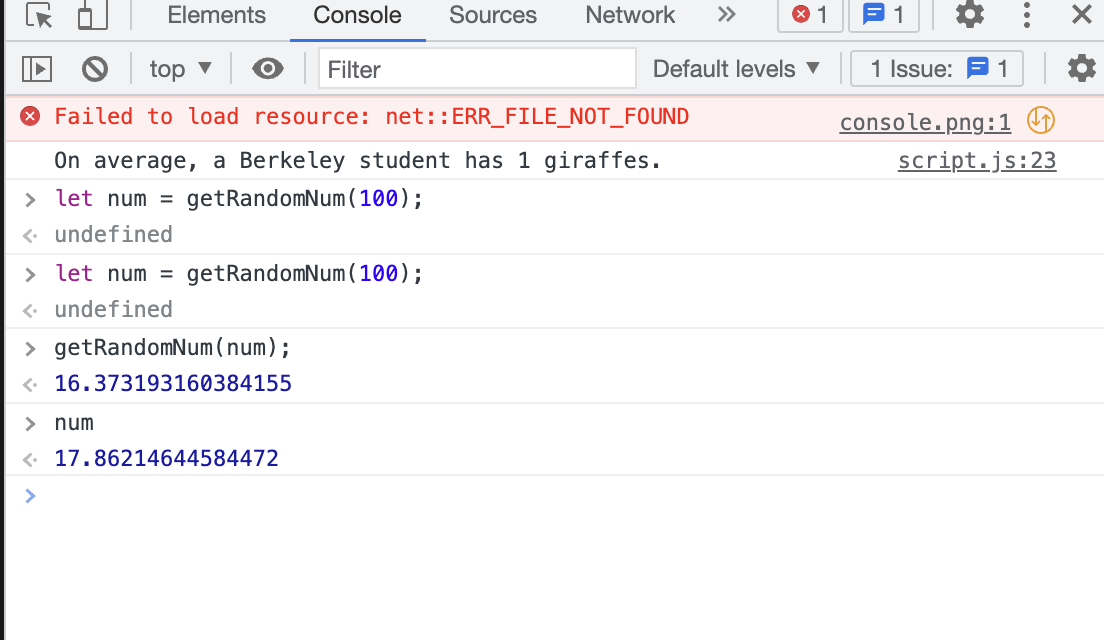 Elements Console Sources Network » 1 1
top ▼ Filter Default levels ▼ 1 Issue: 1
Failed to load resource: net::ERR_FILE_NOT_FOUND console.png:1
On average, a Berkeley student has 1 giraffes. script.js:23
> let num = getRandomNum(100);
undefined
> let num = getRandomNum(100);
undefined
> getRandomNum(num);
16.373193160384155
> num
17.86214644584472
>